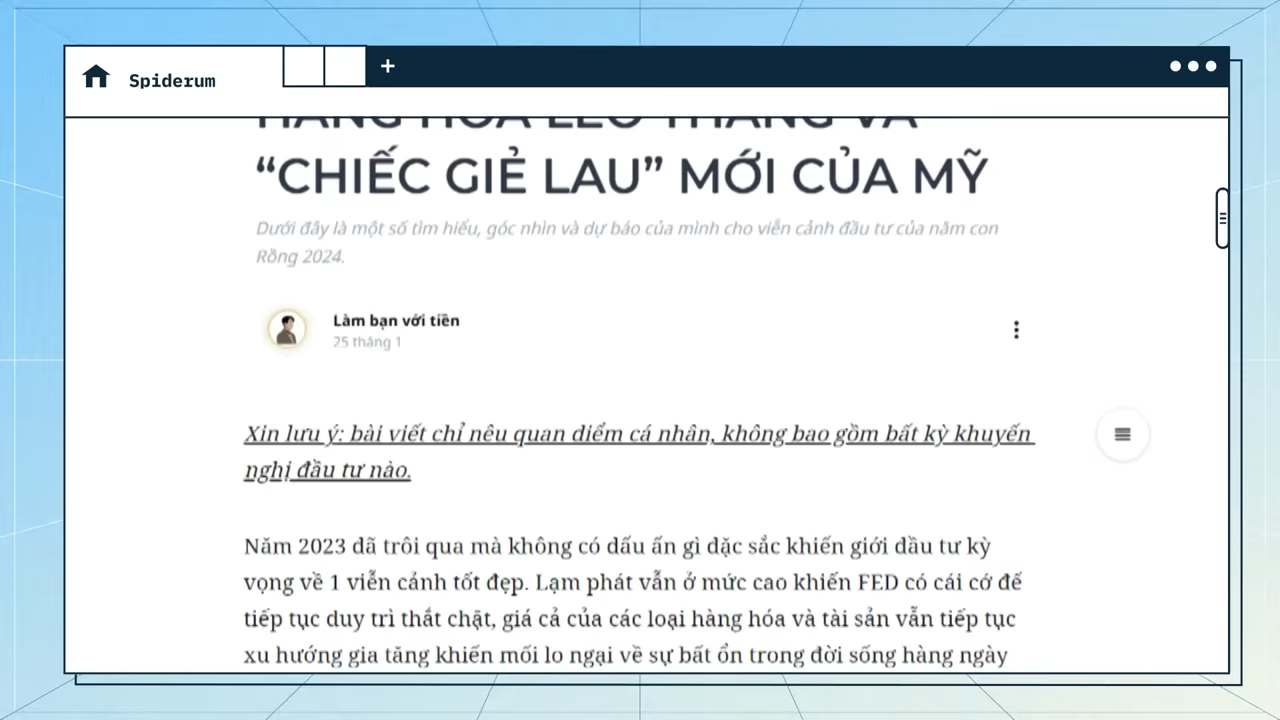 Spiderum
HÀNG HÓA LEO THANG VÀ
“CHIẾC GIẺ LAU” MỚI CỦA MỸ
Dưới đây là một số tìm hiểu, góc nhìn và dự báo của mình cho viễn cảnh đầu tư của năm con
Rồng 2024.
Làm bạn với tiền
25 tháng 1
Xin lưu ý: bài viết chỉ nêu quan điểm cá nhân, không bao gồm bất kỳ khuyến
nghị đầu tư nào.
Năm 2023 đã trôi qua mà không có dấu ấn gì đặc sắc khiến giới đầu tư kỳ
vọng về 1 viễn cảnh tốt đẹp. Lạm phát vẫn ở mức cao khiến FED có cái cớ để
tiếp tục duy trì thắt chặt, giá cả của các loại hàng hóa và tài sản vẫn tiếp tục
xu hướng gia tăng khiến mối lo ngại về sự bất ổn trong đời sống hàng ngày